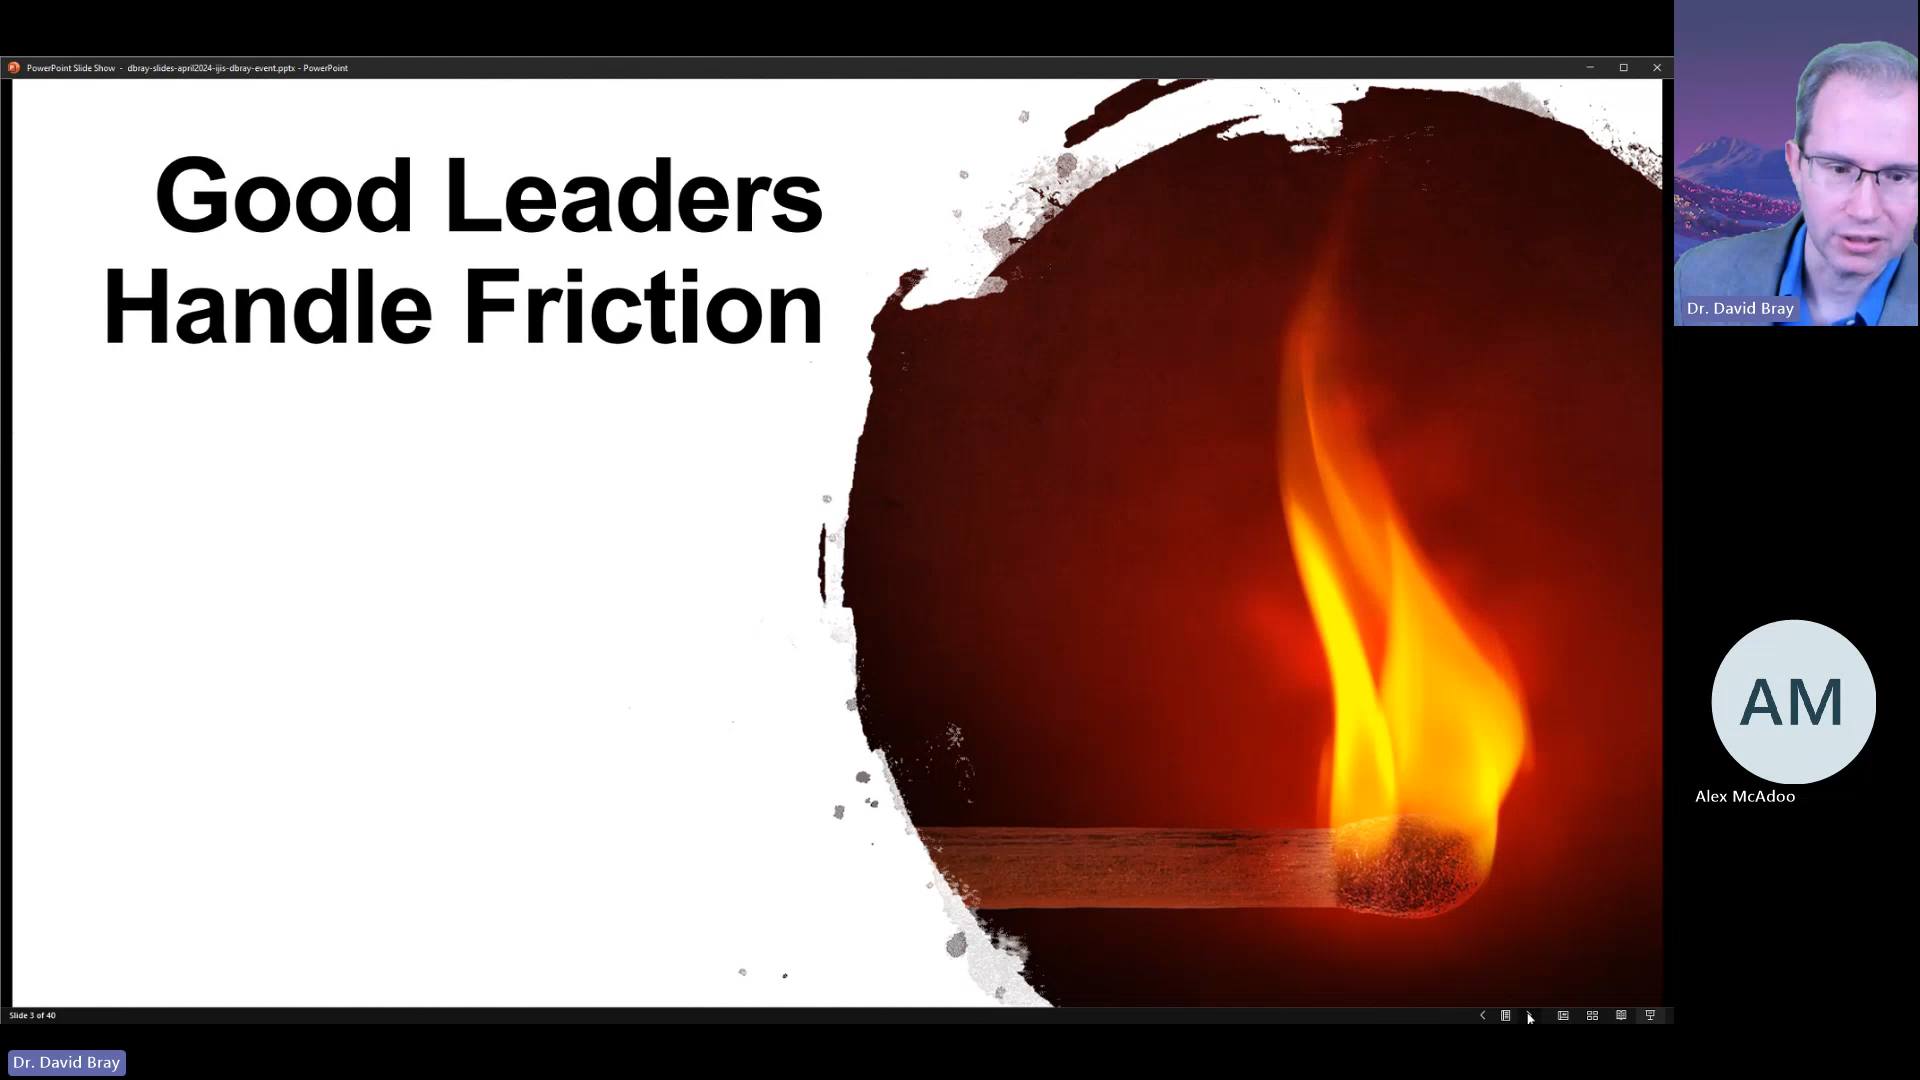 PowerPoint Slide Show - dbray-slides-april2024-ijis-dbray-event.pptx - PowerPoint
Good Leaders
Handle Friction
Dr. David Bray
AM
Alex McAdoo
Slide 3 of 40
Dr. David Bray